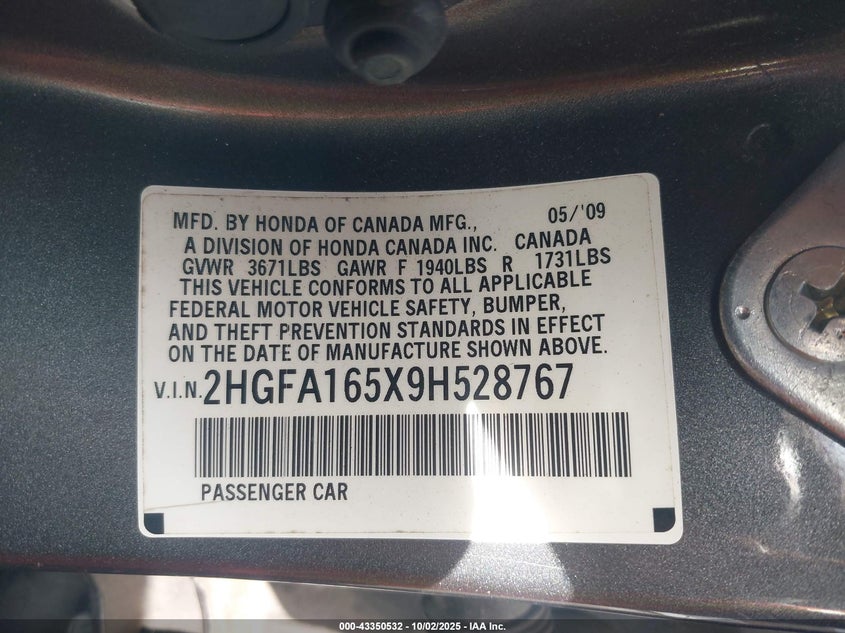 MFD. BY HONDA OF CANADA MFG., 05/'09
A DIVISION OF HONDA CANADA INC. CANADA
GVWR 3671LBS GAWR F 1940LBS R 1731LBS
THIS VEHICLE CONFORMS TO ALL APPLICABLE
FEDERAL MOTOR VEHICLE SAFETY, BUMPER,
AND THEFT PREVENTION STANDARDS IN EFFECT
ON THE DATE OF MANUFACTURE SHOWN ABOVE.
V.I.N. 2HGFA165X9H528767
PASSENGER CAR
000-43350532 - 10/02/2025 - IAA Inc.